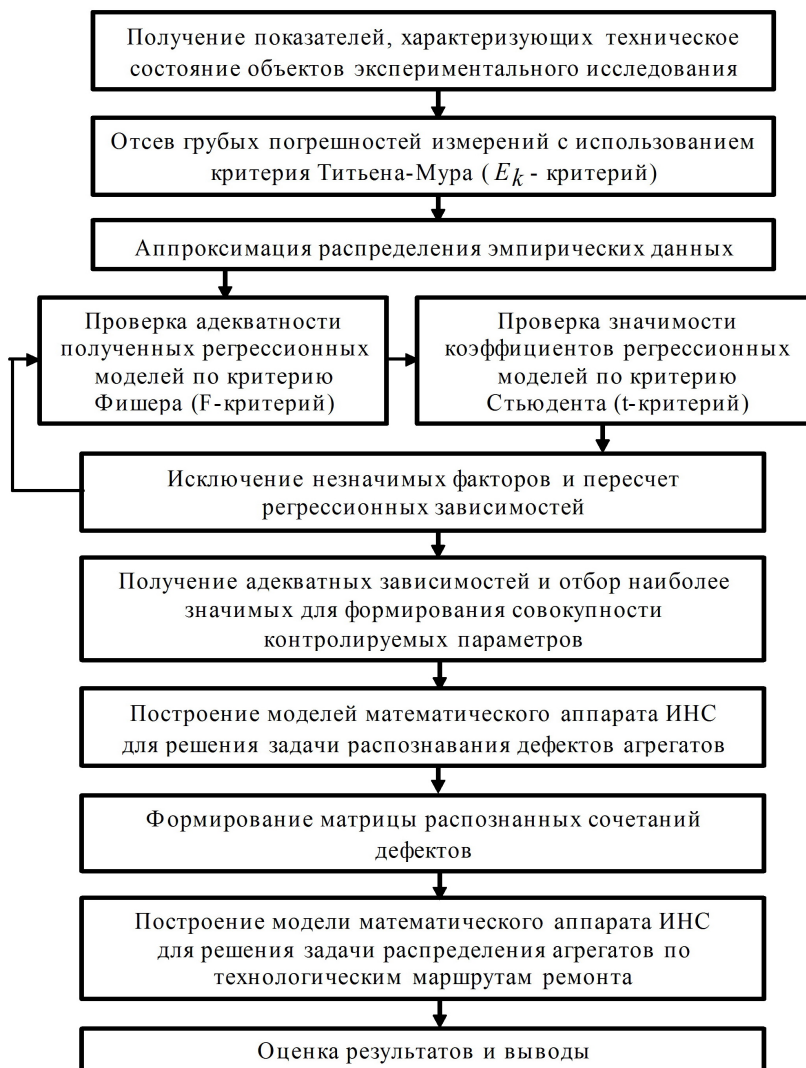 Получение показателей, характеризующих техническое
состояние объектов экспериментального исследования
Отсев грубых погрешностей измерений с использованием
критерия Титьена-Мура ( E_k - критерий)
Аппроксимация распределения эмпирических данных
Проверка адекватности
полученных регрессионных
моделей по критерию
Фишера (F-критерий)
Проверка значимости
коэффициентов регрессионных
моделей по критерию
Стьюдента (t-критерий)
Исключение незначимых факторов и пересчет
регрессионных зависимостей
Получение адекватных зависимостей и отбор наиболее
значимых для формирования совокупности
контролируемых параметров
Построение моделей математического аппарата ИНС
для решения задачи распознавания дефектов агрегатов
Формирование матрицы распознанных сочетаний
дефектов
Построение модели математического аппарата ИНС
для решения задачи распределения агрегатов по
технологическим маршрутам ремонта
Оценка результатов и выводы